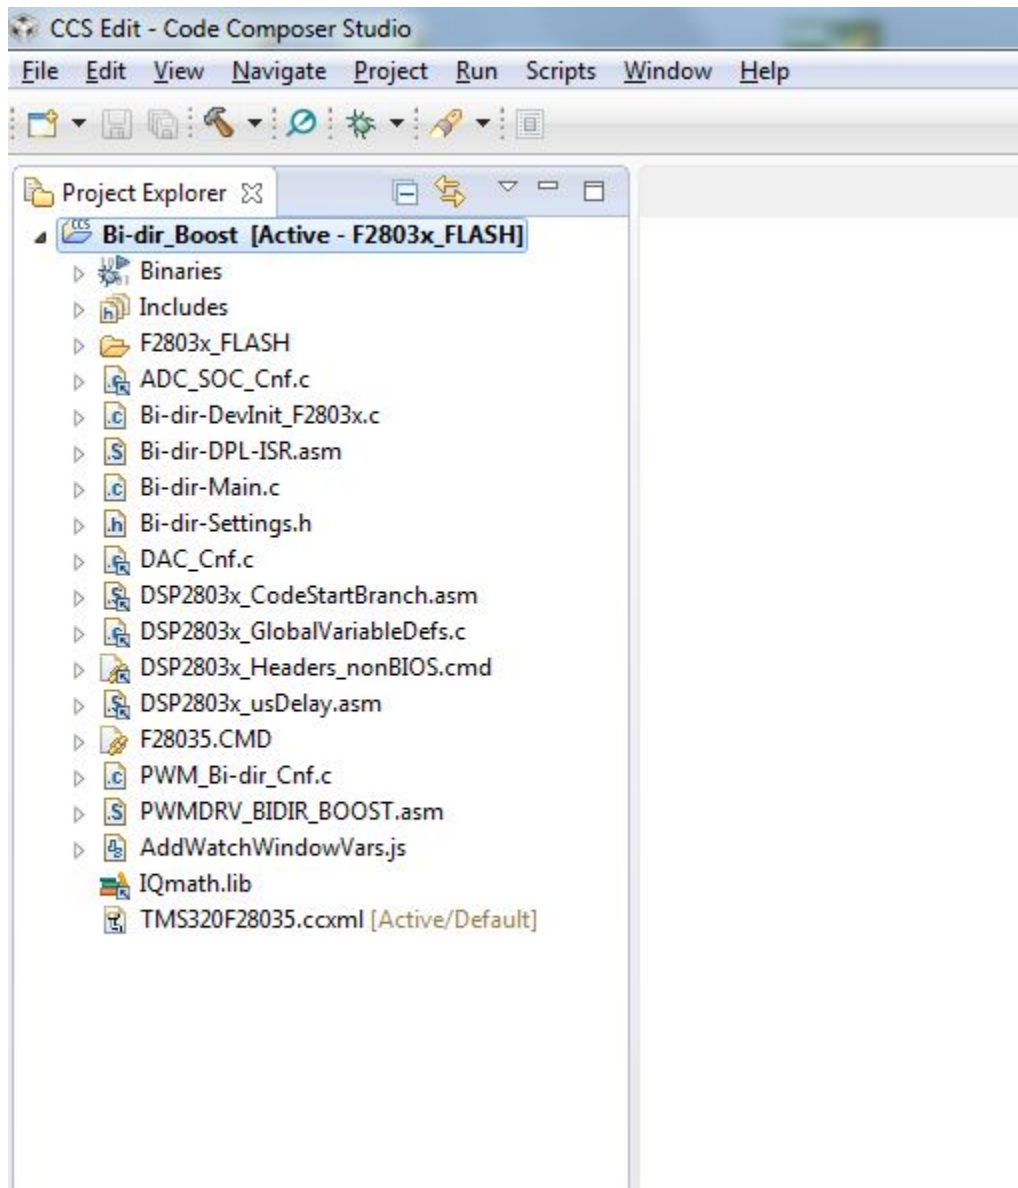 CCS Edit - Code Composer Studio
File Edit View Navigate Project Run Scripts Window Help
Project Explorer
Bi-dir_Boost [Active - F2803x_FLASH]
Binaries
Includes
F2803x_FLASH
ADC_SOC_Cnf.c
Bi-dir-DevInit_F2803x.c
Bi-dir-DPL-ISR.asm
Bi-dir-Main.c
Bi-dir-Settings.h
DAC_Cnf.c
DSP2803x_CodeStartBranch.asm
DSP2803x_GlobalVariableDefs.c
DSP2803x_Headers_nonBIOS.cmd
DSP2803x_usDelay.asm
F28035.CMD
PWM_Bi-dir_Cnf.c
PWMDRV_BIDIR_BOOST.asm
AddWatchWindowVars.js
IQmath.lib
TMS320F28035.ccxml [Active/Default]